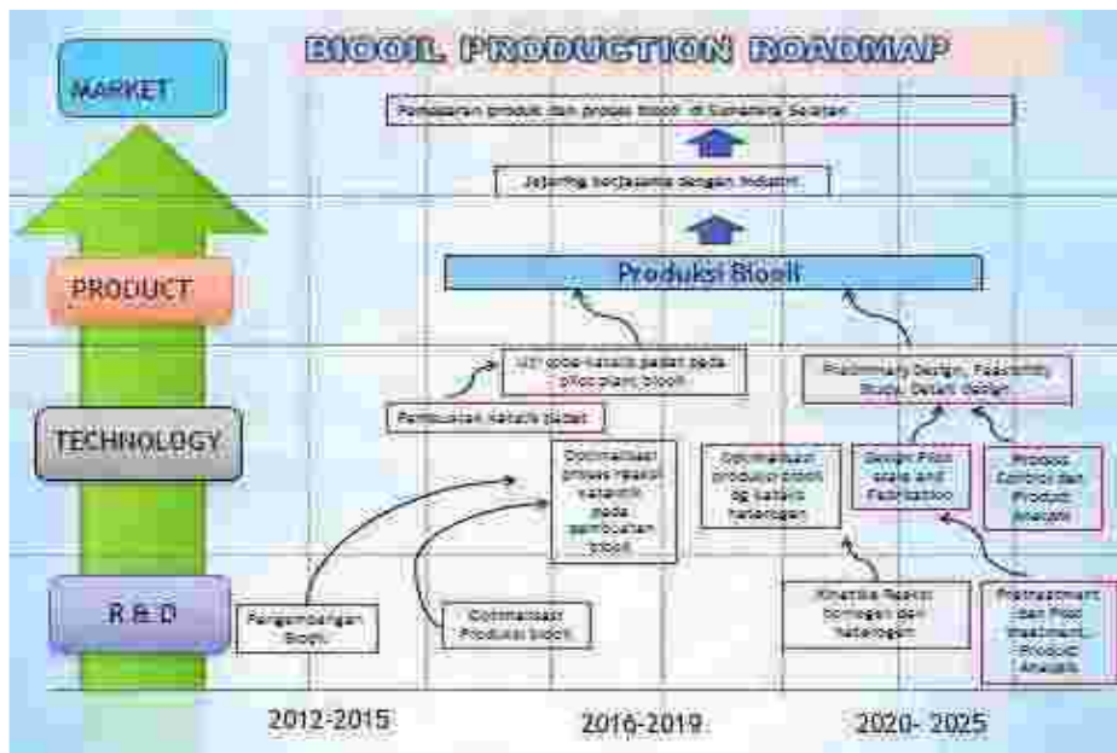 BIOOIL PRODUCTION ROADMAP
MARKET
Pemasaran produk dan proses biooil di Sumatera Selatan
Jejaring kerjasama dengan industri
PRODUCT
Produksi Biooil
Uji coba katalis padat pada
pilot plant biooil
Preliminary Design, Feasibility
Study, Detail design
Pembuatan katalis padat
TECHNOLOGY
Optimalisasi
proses reaksi
katalitik
pada
pembuatan
biooil
Optimalisasi
produksi biooil
dg katalis
heterogen
Design Pilot
scale and
Fabrication
Process
Control dan
Product
Analysis
R & D
Pengembangan
Biooil
Optimalisasi
Produksi biooil
Kinetika Reaksi
homogen dan
heterogen
Pretreatment
dan Post
treatment,
Product
Analysis
2012-2015
2016-2019
2020- 2025